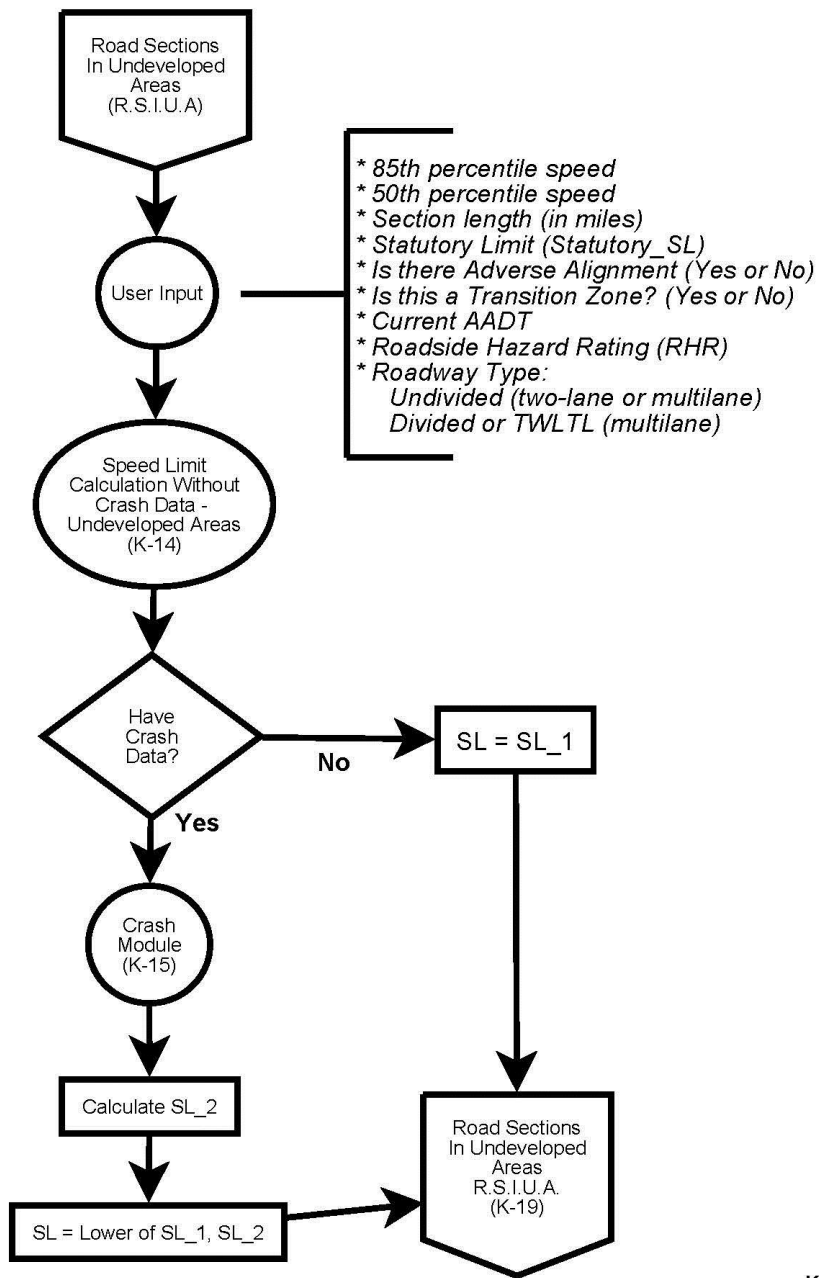 Road Sections
In Undeveloped
Areas
(R.S.I.U.A)
* 85th percentile speed
* 50th percentile speed
* Section length (in miles)
* Statutory Limit (Statutory_SL)
* Is there Adverse Alignment (Yes or No)
* Is this a Transition Zone? (Yes or No)
* Current AADT
* Roadside Hazard Rating (RHR)
* Roadway Type:
Undivided (two-lane or multilane)
Divided or TWLTL (multilane)
User Input
Speed Limit
Calculation Without
Crash Data -
Undeveloped Areas
(K-14)
Have
Crash
Data?
No
SL = SL_1
Yes
Crash
Module
(K-15)
Calculate SL_2
SL = Lower of SL_1, SL_2
Road Sections
In Undeveloped
Areas
R.S.I.U.A.
(K-19)